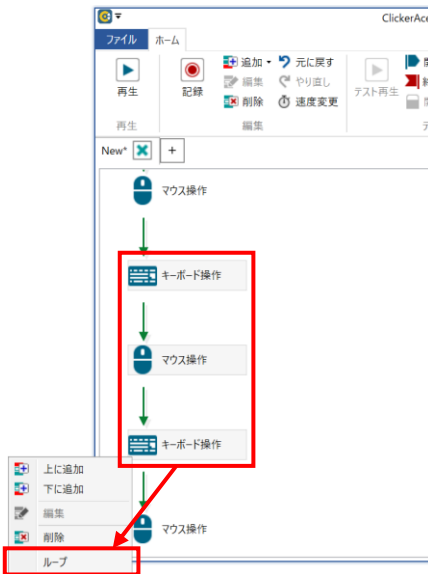 ClickerAce
ファイル ホーム
再生
記録
追加
編集
削除
元に戻す
やり直し
速度変更
テスト再生
再生
編集
New*
+
マウス操作
キーボード操作
マウス操作
キーボード操作
マウス操作
上に追加
下に追加
編集
削除
ループ